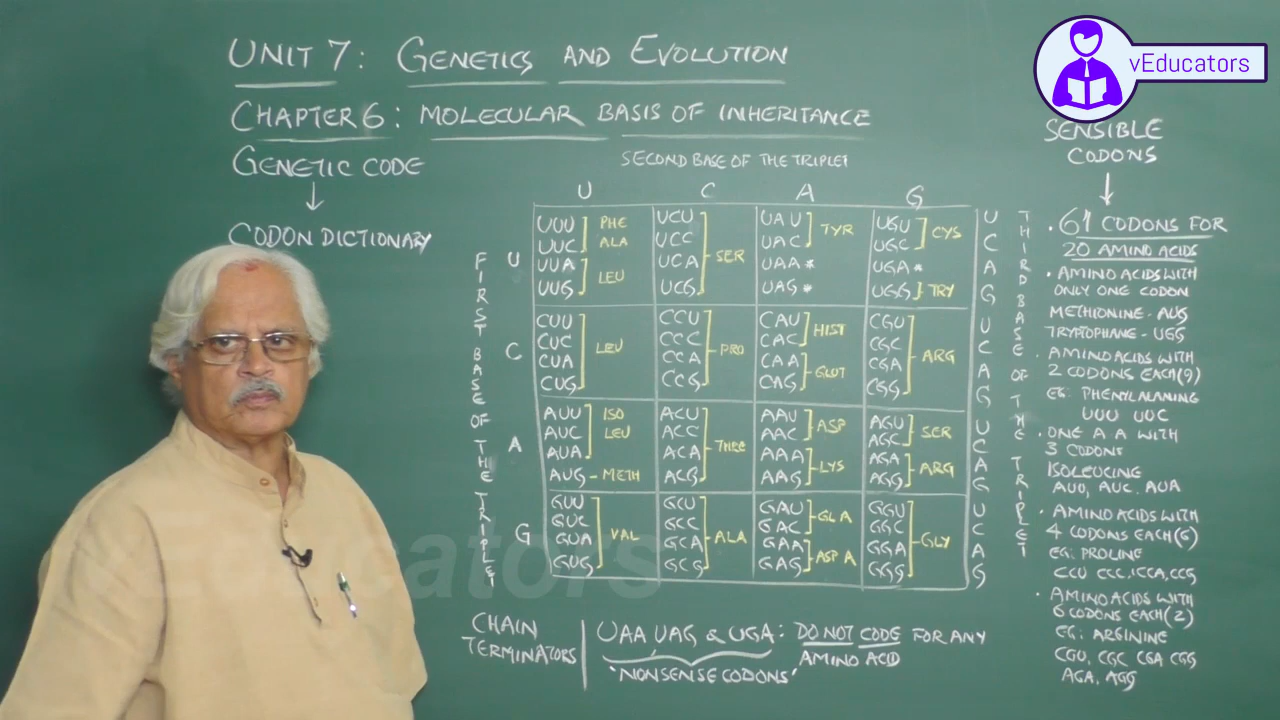 UNIT 7: GENETICS AND EVOLUTION
CHAPTER 6: MOLECULAR BASIS OF INHERITANCE
GENETIC CODE
↓
CODON DICTIONARY
SECOND BASE OF THE TRIPLET
U C A G
FIRST BASE OF THE TRIPLET
U
UUU UCU UAU UGU U
PHE TYR CYS
UUC UCC UAC UGC C
ALA SER
UUA UCA UAA* UGA* A
LEU
UUG UCG UAG* UGG TRY G
C
CUU CCU CAU CGU U
HIST
CUC CCC CAC CGC C
LEU PRO ARG
CUA CCA CAA CGA A
GLUT
CUG CCG CAG CGG G
A
AUU ISO ACU AAU AGU U
ASP SER
AUC LEU ACC AAC AGC C
THRE
AUA ACA AAA AGA A
LYS ARG
AUG - METH ACG AAG AGG G
G
GUU GCU GAU GGU U
GLA
GUC GCC GAC GGC C
VAL ALA GLY
GUA GCA GAA GGA A
ASPA
GUG GCG GAG GGG G
THIRD BASE OF THE TRIPLET
CHAIN
TERMINATORS
UAA, UAG & UGA: DO NOT CODE FOR ANY
AMINO ACID
'NONSENSE CODONS'
vEducators
SENSIBLE
CODONS
↓
. 61 CODONS FOR
20 AMINO ACIDS
. AMINO ACIDS WITH
ONLY ONE CODON
METHIONINE - AUG
TRYPTOPHANE - UGG
. AMINO ACIDS WITH
2 CODONS EACH (9)
EG: PHENYLALANING
UUU UUC
. ONE A A WITH
3 CODONS
ISOLEUCINE
AUU, AUC, AUA
. AMINO ACIDS WITH
4 CODONS EACH (5)
EG: PROLINE
CCU CCC, CCA, CCG
. AMINO ACIDS WITH
6 CODONS EACH (2)
EG: ARGININE
CGU, CGC CGA CGG
AGA, AGG
vEducators